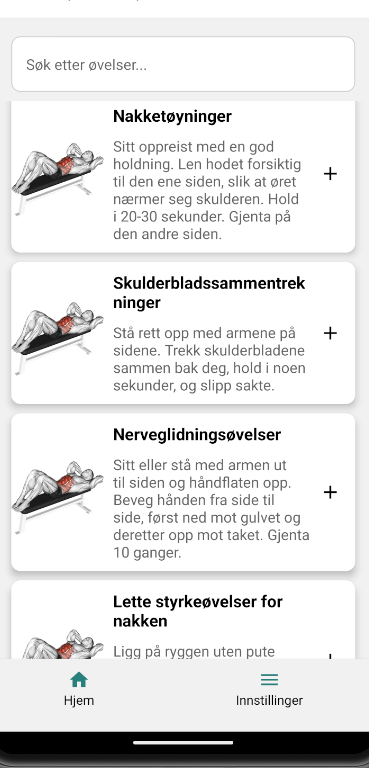 Søk etter øvelser...
Nakketøyninger
Sitt oppreist med en god
holdning. Len hodet forsiktig
til den ene siden, slik at øret
nærmer seg skulderen. Hold
i 20-30 sekunder. Gjenta på
den andre siden.
Skulderbladssammentrek
ninger
Stå rett opp med armene på
sidene. Trekk skulderbladene
sammen bak deg, hold i noen
sekunder, og slipp sakte.
Nerveglidningsøvelser
Sitt eller stå med armen ut
til siden og håndflaten opp.
Beveg hånden fra side til
side, først ned mot gulvet og
deretter opp mot taket. Gjenta
10 ganger.
Lette styrkeøvelser for
nakken
Ligg på ryggen uten pute
Hjem
Innstillinger